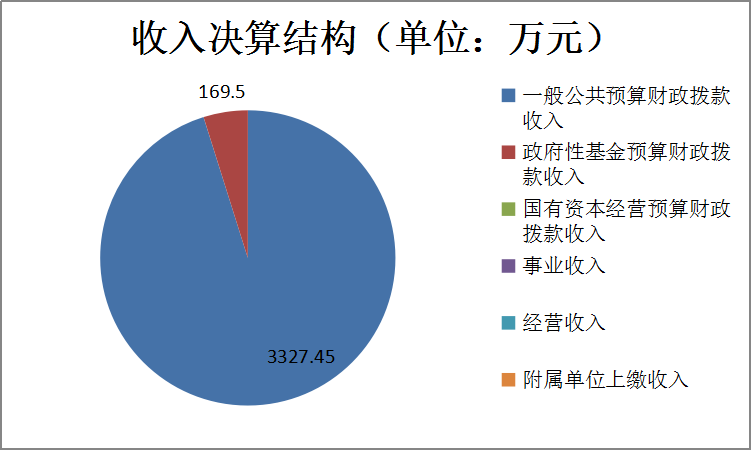 收入决算结构（单位：万元）
169.5
3327.45
一般公共预算财政拨款
收入
政府性基金预算财政拨
款收入
国有资本经营预算财政
拨款收入
事业收入
经营收入
附属单位上缴收入